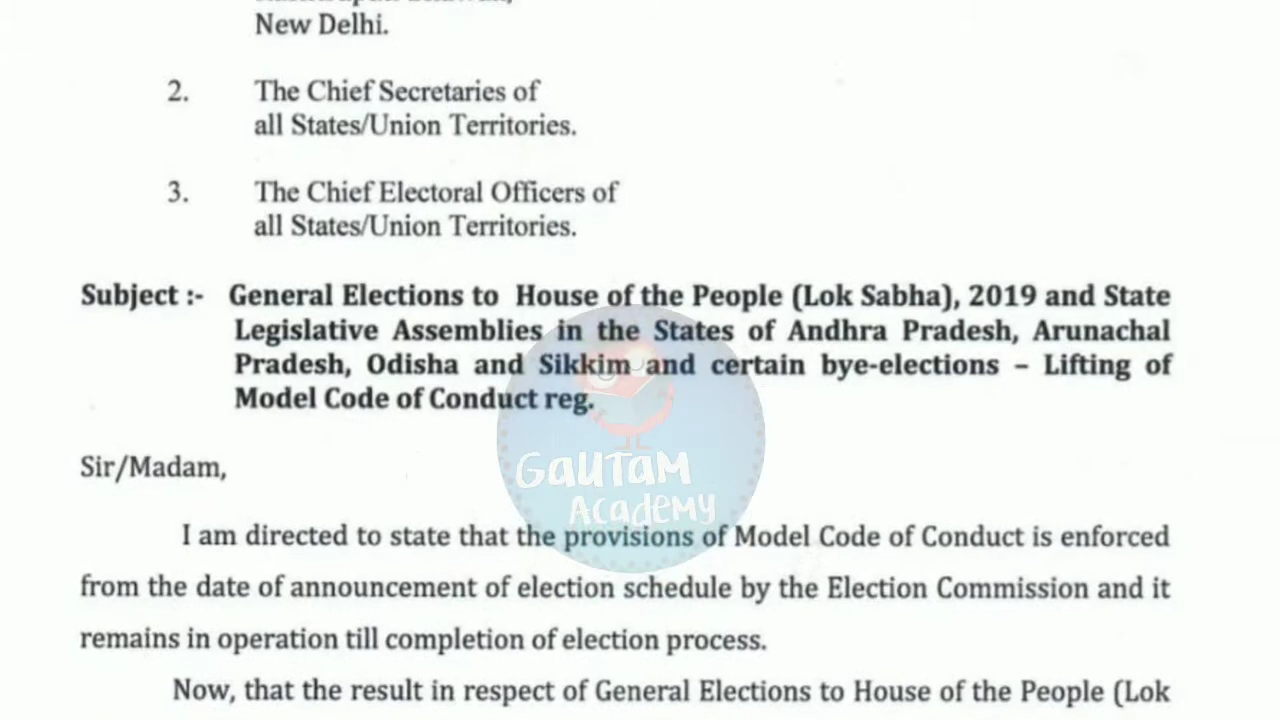 New Delhi.
2. The Chief Secretaries of
all States/Union Territories.
3. The Chief Electoral Officers of
all States/Union Territories.
Subject :- General Elections to House of the People (Lok Sabha), 2019 and State
Legislative Assemblies in the States of Andhra Pradesh, Arunachal
Pradesh, Odisha and Sikkim and certain bye-elections – Lifting of
Model Code of Conduct reg.
Sir/Madam,
GAUTAM
ACADEMY
I am directed to state that the provisions of Model Code of Conduct is enforced
from the date of announcement of election schedule by the Election Commission and it
remains in operation till completion of election process.
Now, that the result in respect of General Elections to House of the People (Lok